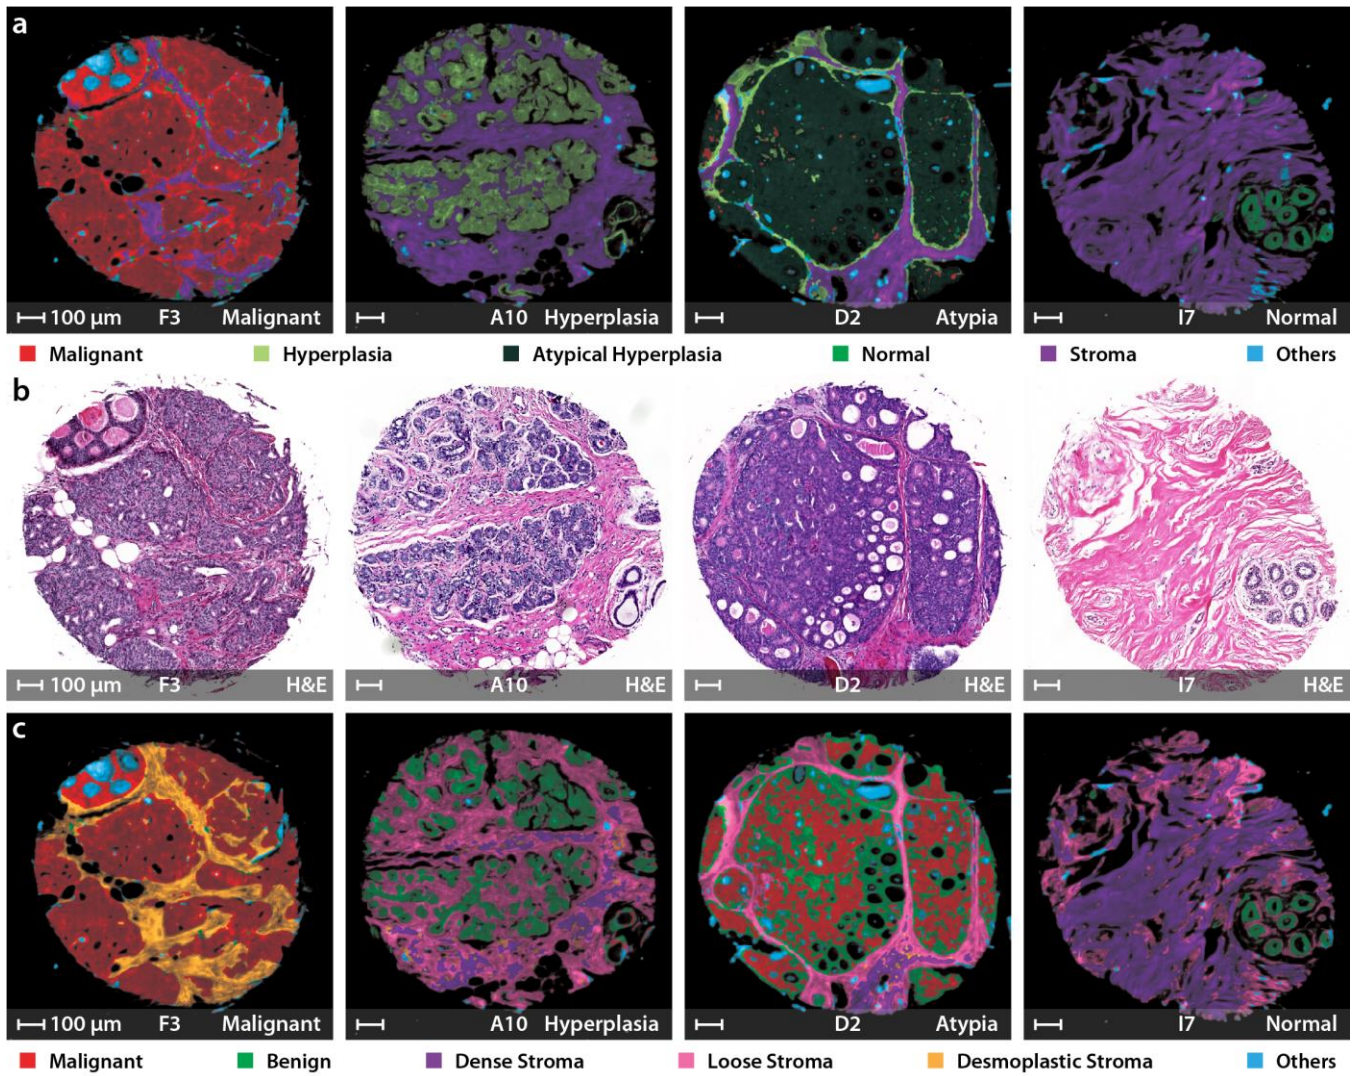 a
100 µm F3 Malignant
A10 Hyperplasia
D2 Atypia
I7 Normal
Malignant Hyperplasia Atypical Hyperplasia Normal Stroma Others
b
100 µm F3 H&E
A10 H&E
D2 H&E
I7 H&E
c
100 µm F3 Malignant
A10 Hyperplasia
D2 Atypia
I7 Normal
Malignant Benign Dense Stroma Loose Stroma Desmoplastic Stroma Others